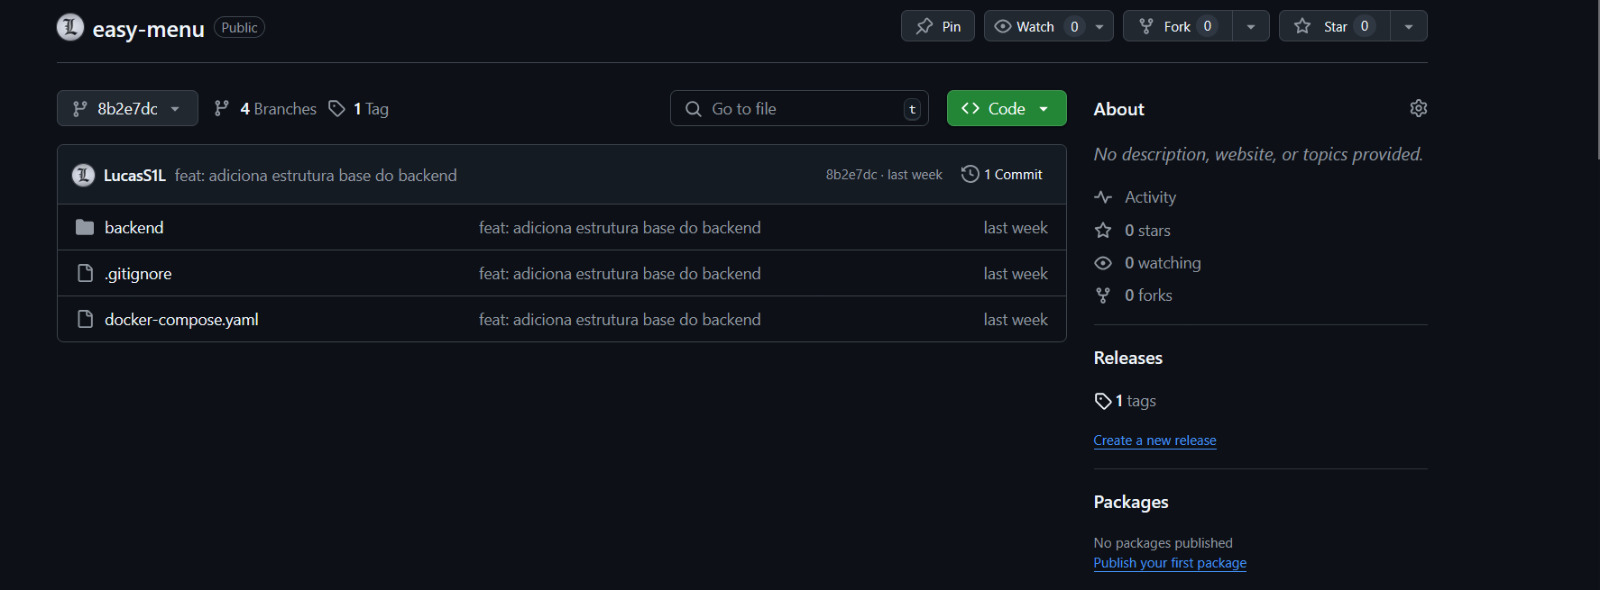 easy-menu Public Pin Watch 0 Fork 0 Star 0
8b2e7dc 4 Branches 1 Tag Go to file t Code About
No description, website, or topics provided.
LucasS1L feat: adiciona estrutura base do backend 8b2e7dc · last week 1 Commit
Activity
backend feat: adiciona estrutura base do backend last week
0 stars
0 watching
.gitignore feat: adiciona estrutura base do backend last week
0 forks
docker-compose.yaml feat: adiciona estrutura base do backend last week
Releases
1 tags
Create a new release
Packages
No packages published
Publish your first package